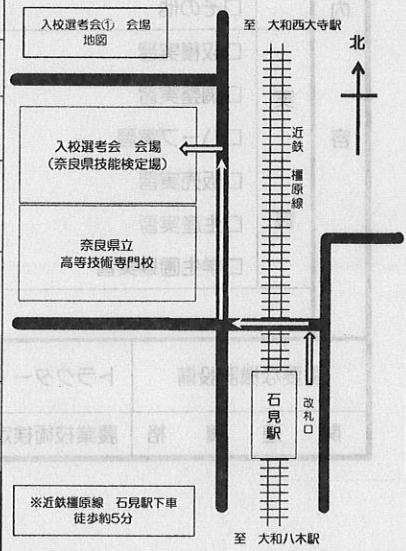 入校選考会① 会場
地図
至 大和西大寺駅
北
近鉄 橿原線
入校選考会 会場
(奈良県技能検定場)
奈良県立
高等技術専門校
石見駅
改札口
※近鉄橿原線 石見駅下車
徒歩約5分
至 大和八木駅